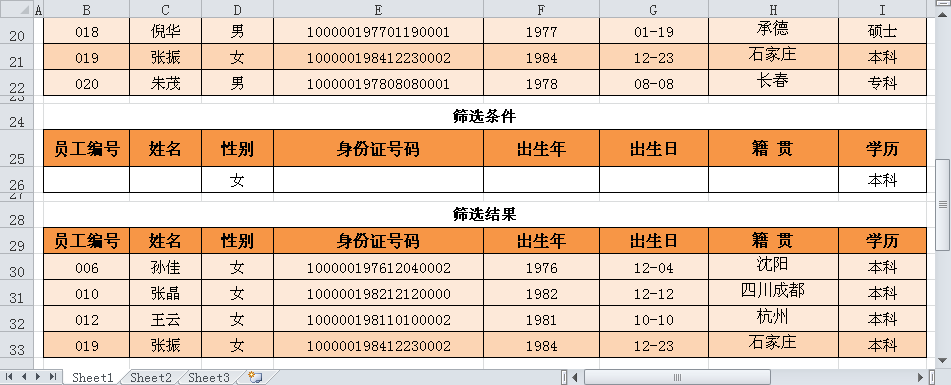 A B C D E F G H I
20 018 倪华 男 100000197701190001 1977 01-19 承德 硕士
21 019 张振 女 100000198412230002 1984 12-23 石家庄 本科
22 020 朱茂 男 100000197808080001 1978 08-08 长春 专科
23
24 筛选条件
25 员工编号 姓名 性别 身份证号码 出生年 出生日 籍 贯 学历
26 女 本科
27
28 筛选结果
29 员工编号 姓名 性别 身份证号码 出生年 出生日 籍 贯 学历
30 006 孙佳 女 100000197612040002 1976 12-04 沈阳 本科
31 010 张晶 女 100000198212120000 1982 12-12 四川成都 本科
32 012 王云 女 100000198110100002 1981 10-10 杭州 本科
33 019 张振 女 100000198412230002 1984 12-23 石家庄 本科
Sheet1 Sheet2 Sheet3